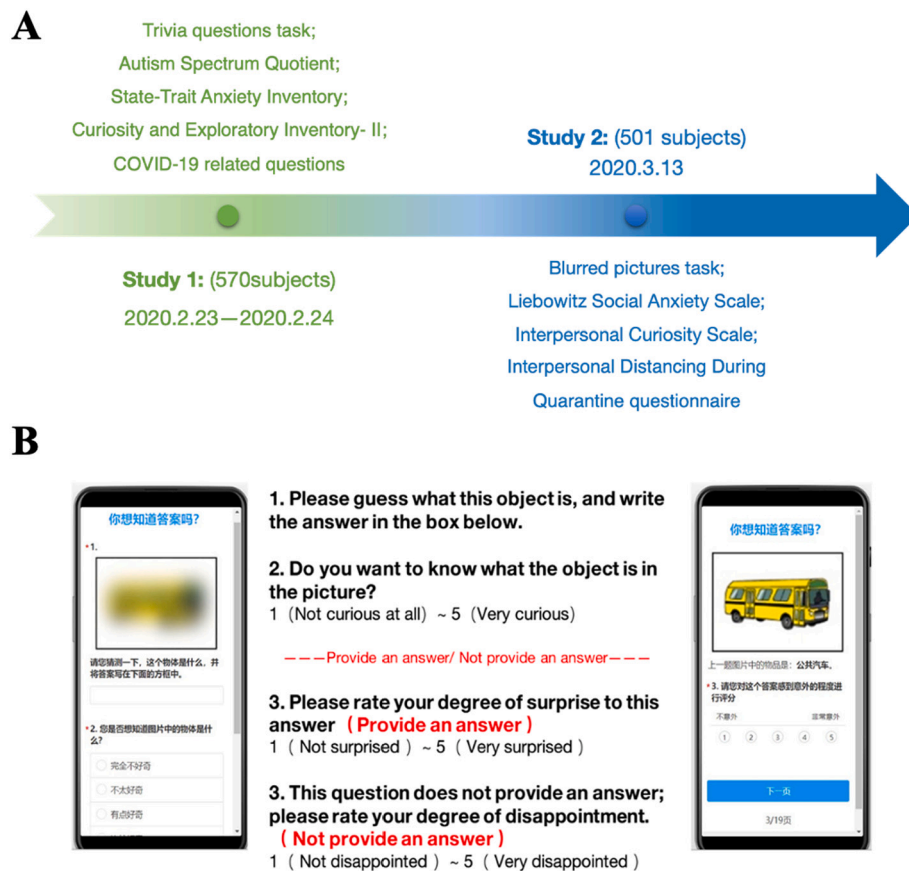 A
Trivia questions task;
Autism Spectrum Quotient;
State-Trait Anxiety Inventory;
Curiosity and Exploratory Inventory- II;
COVID-19 related questions
Study 2: (501 subjects)
2020.3.13
Study 1: (570subjects)
2020.2.23—2020.2.24
Blurred pictures task;
Liebowitz Social Anxiety Scale;
Interpersonal Curiosity Scale;
Interpersonal Distancing During
Quarantine questionnaire
B
你想知道答案吗?
*1.
请您猜测一下，这个物体是什么，并
将答案写在下面的方框中。
*2. 您是否想知道图片中的物体是什
么?
完全不好奇
不太好奇
有点好奇
1. Please guess what this object is, and write
the answer in the box below.
2. Do you want to know what the object is in
the picture?
1（Not curious at all）~ 5（Very curious）
———Provide an answer/ Not provide an answer———
3. Please rate your degree of surprise to this
answer（Provide an answer）
1（Not surprised）~ 5（Very surprised）
3. This question does not provide an answer;
please rate your degree of disappointment.
（Not provide an answer）
1（Not disappointed）~ 5（Very disappointed）
你想知道答案吗?
上一题图片中的物品是：公共汽车。
*3. 请您对这个答案感到意外的程度进
行评分
不意外 非常意外
1 2 3 4 5
下一页
3/19页